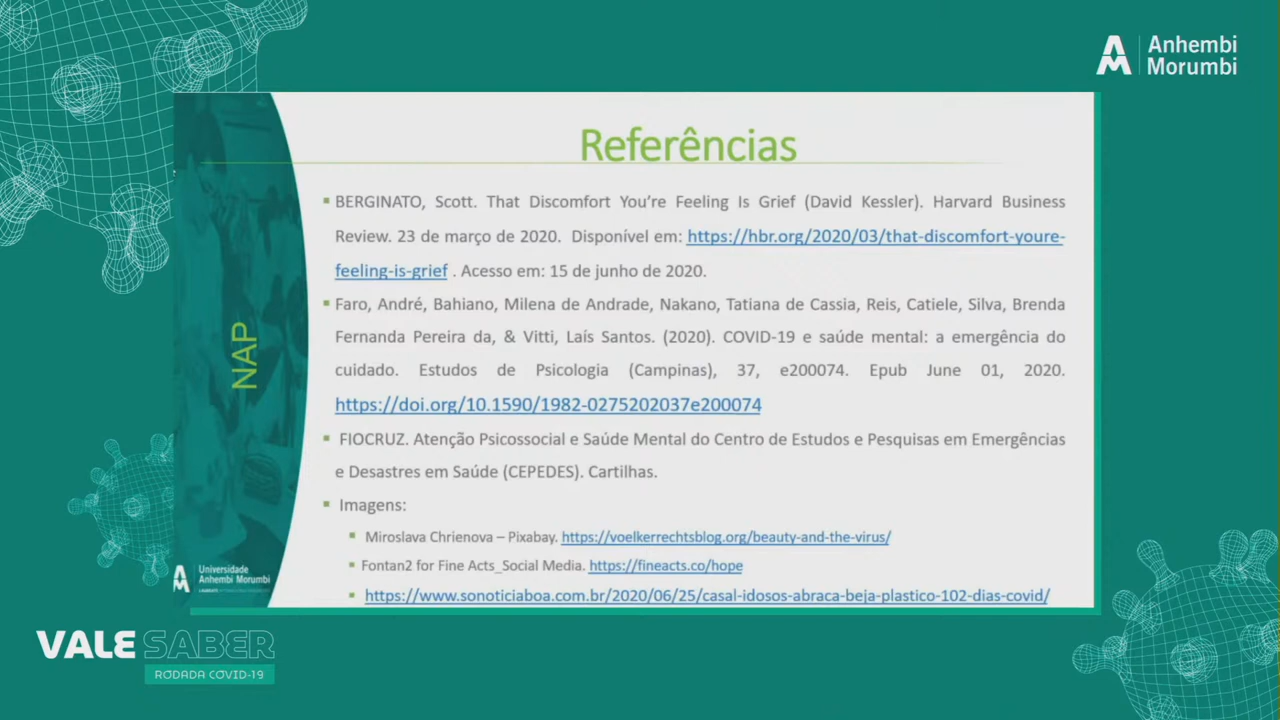 Anhembi
Morumbi
Referências
BERGINATO, Scott. That Discomfort You're Feeling Is Grief (David Kessler). Harvard Business
Review. 23 de março de 2020. Disponível em: https://hbr.org/2020/03/that-discomfort-youre-
feeling-is-grief . Acesso em: 15 de junho de 2020.
Faro, André, Bahiano, Milena de Andrade, Nakano, Tatiana de Cassia, Reis, Catiele, Silva, Brenda
Fernanda Pereira da, & Vitti, Laís Santos. (2020). COVID-19 e saúde mental: a emergência do
cuidado. Estudos de Psicologia (Campinas), 37, e200074. Epub June 01, 2020.
https://doi.org/10.1590/1982-0275202037e200074
FIOCRUZ. Atenção Psicossocial e Saúde Mental do Centro de Estudos e Pesquisas em Emergências
e Desastres em Saúde (CEPEDES). Cartilhas.
Imagens:
Miroslava Chrienova – Pixabay. https://voelkerrechtsblog.org/beauty-and-the-virus/
Fontan2 for Fine Acts_Social Media. https://fineacts.co/hope
https://www.sonoticiaboa.com.br/2020/06/25/casal-idosos-abraca-beja-plastico-102-dias-covid/
NAP
Universidade
Anhembi Morumbi
VALE SABER
RODADA COVID-19